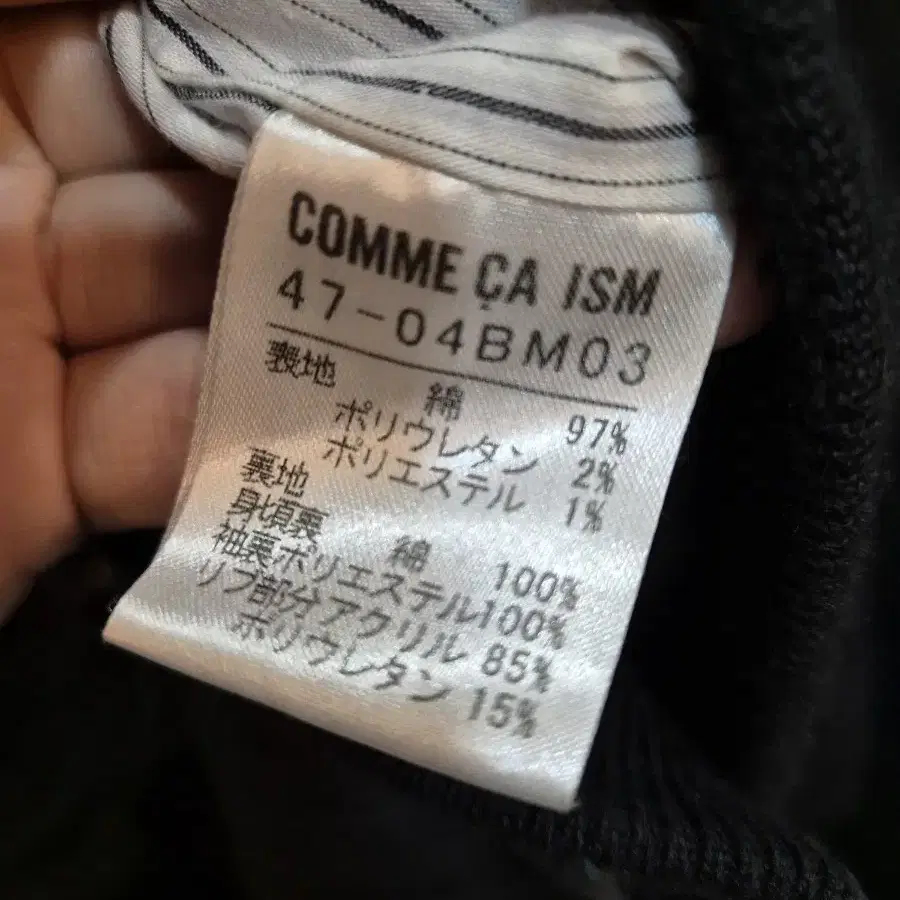 COMME ÇA ISM
47-04BM03
表地 綿 97%
ポリウレタン 2%
ポリエステル 1%
裏地
身頃裏 綿 100%
袖裏ポリエステル100%
リブ部分アクリル 85%
ポリウレタン 15%